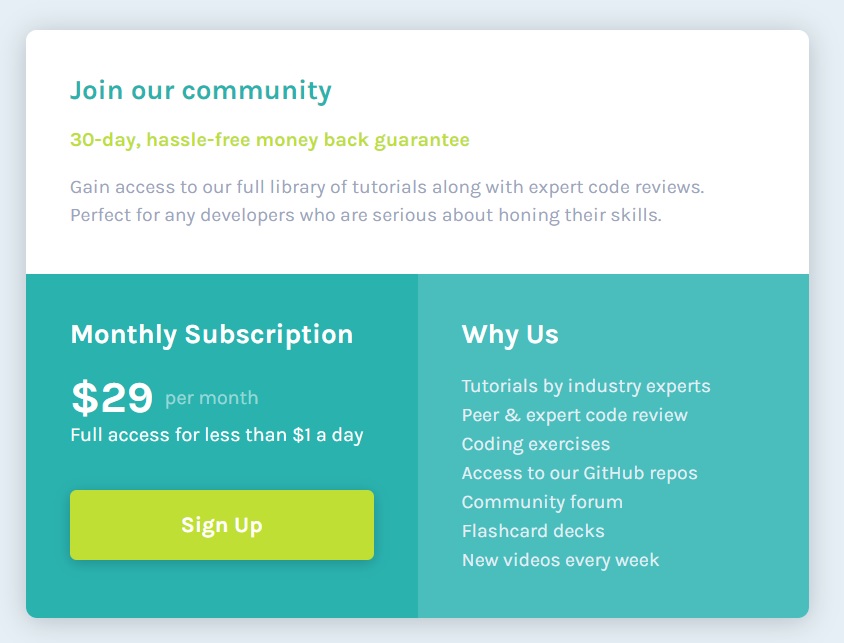 Join our community
30-day, hassle-free money back guarantee
Gain access to our full library of tutorials along with expert code reviews.
Perfect for any developers who are serious about honing their skills.
Monthly Subscription
$29 per month
Full access for less than $1 a day
Sign Up
Why Us
Tutorials by industry experts
Peer & expert code review
Coding exercises
Access to our GitHub repos
Community forum
Flashcard decks
New videos every week